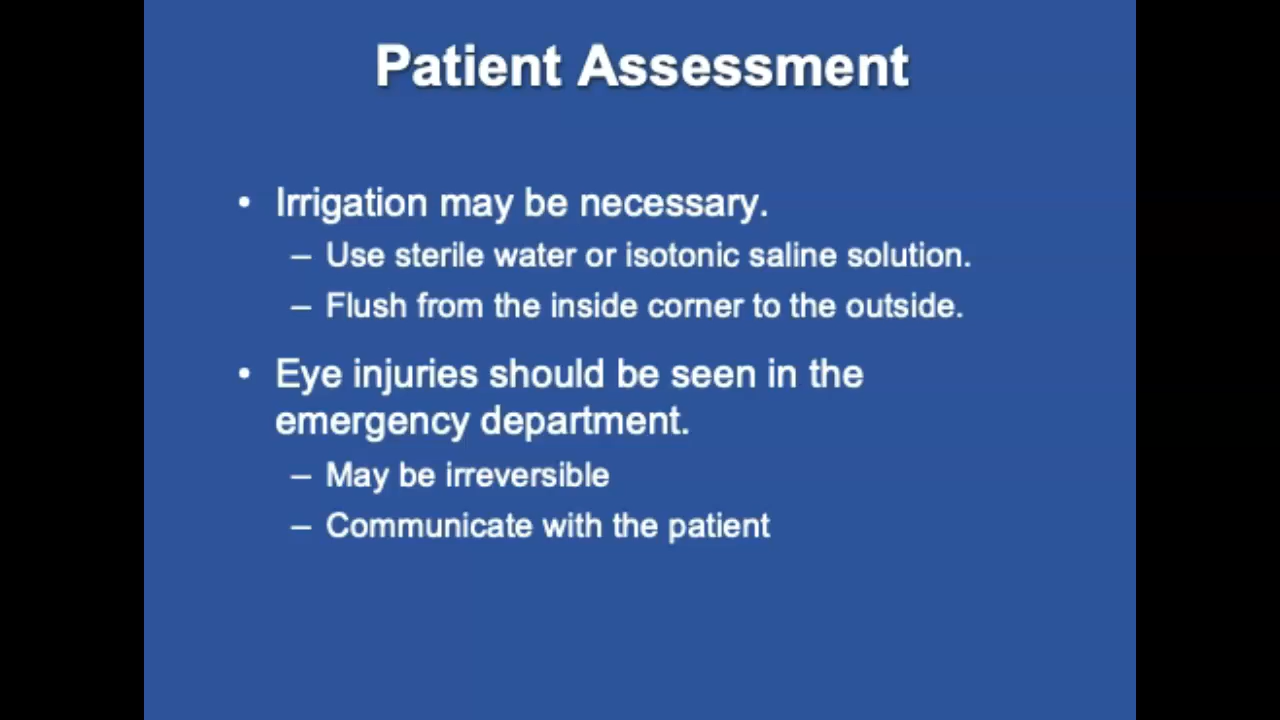 Patient Assessment
• Irrigation may be necessary.
– Use sterile water or isotonic saline solution.
– Flush from the inside corner to the outside.
• Eye injuries should be seen in the
emergency department.
– May be irreversible
– Communicate with the patient